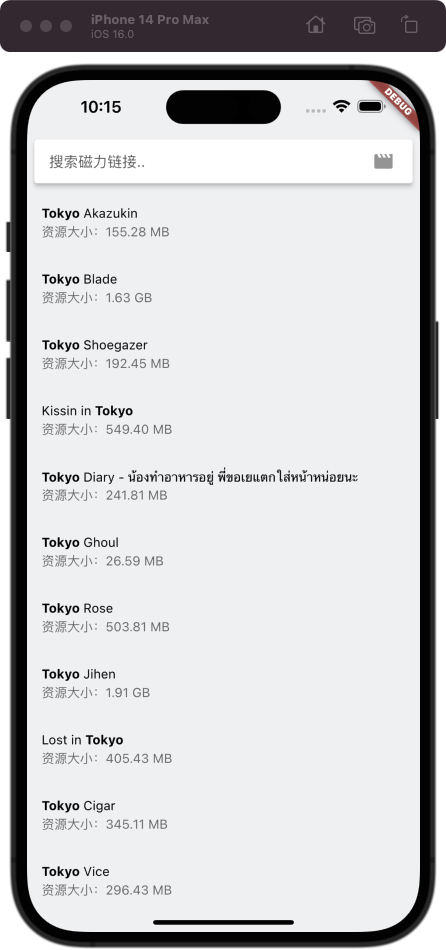 iPhone 14 Pro Max
iOS 16.0
10:15
DEBUG
搜索磁力链接..
Tokyo Akazukin
资源大小：155.28 MB
Tokyo Blade
资源大小：1.63 GB
Tokyo Shoegazer
资源大小：192.45 MB
Kissin in Tokyo
资源大小：549.40 MB
Tokyo Diary - น้องทำอาหารอยู่ พี่ขอเยแตกใส่หน้าหน่อยนะ
资源大小：241.81 MB
Tokyo Ghoul
资源大小：26.59 MB
Tokyo Rose
资源大小：503.81 MB
Tokyo Jihen
资源大小：1.91 GB
Lost in Tokyo
资源大小：405.43 MB
Tokyo Cigar
资源大小：345.11 MB
Tokyo Vice
资源大小：296.43 MB